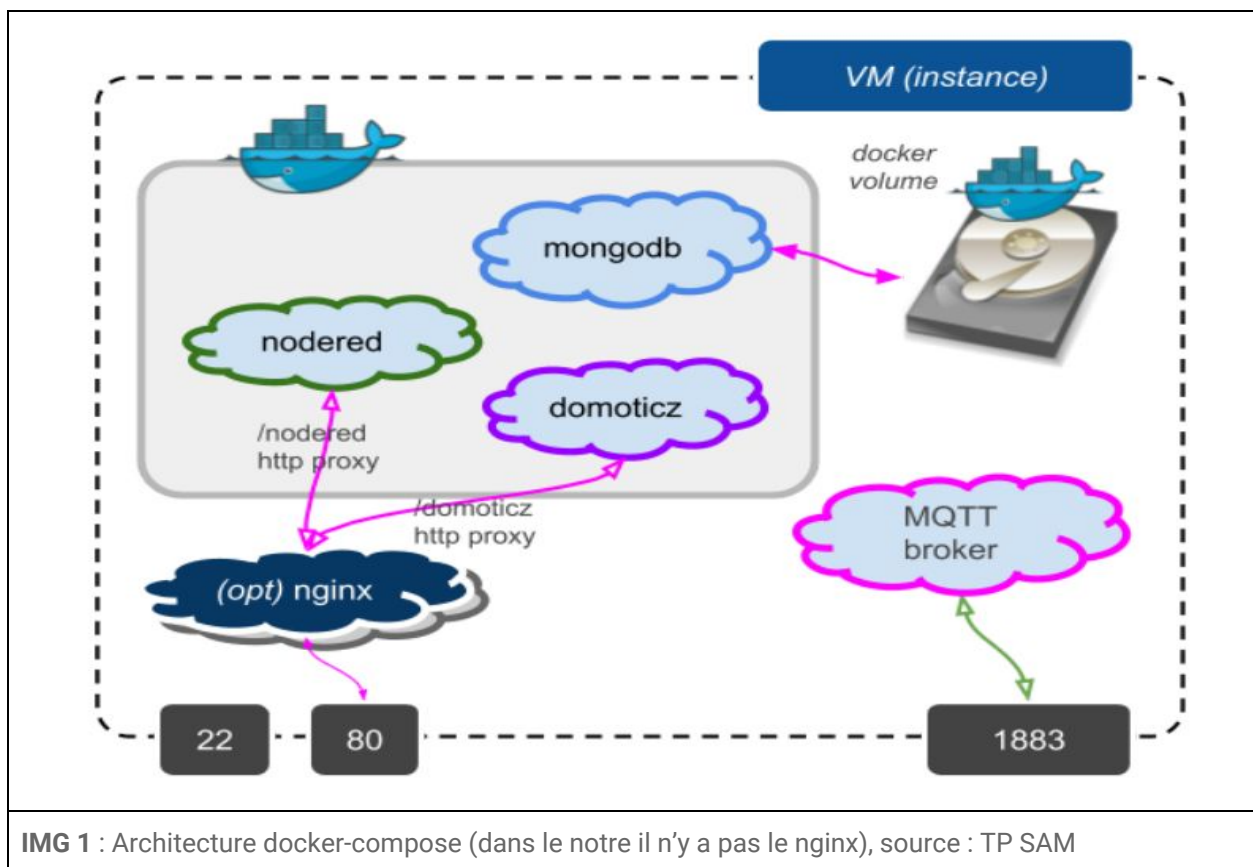 VM (instance)
docker
volume
mongodb
nodered
domoticz
/nodered
http proxy
/domoticz
http proxy
MQTT
broker
(opt) nginx
22
80
1883
IMG 1 : Architecture docker-compose (dans le notre il n’y a pas le nginx), source : TP SAM